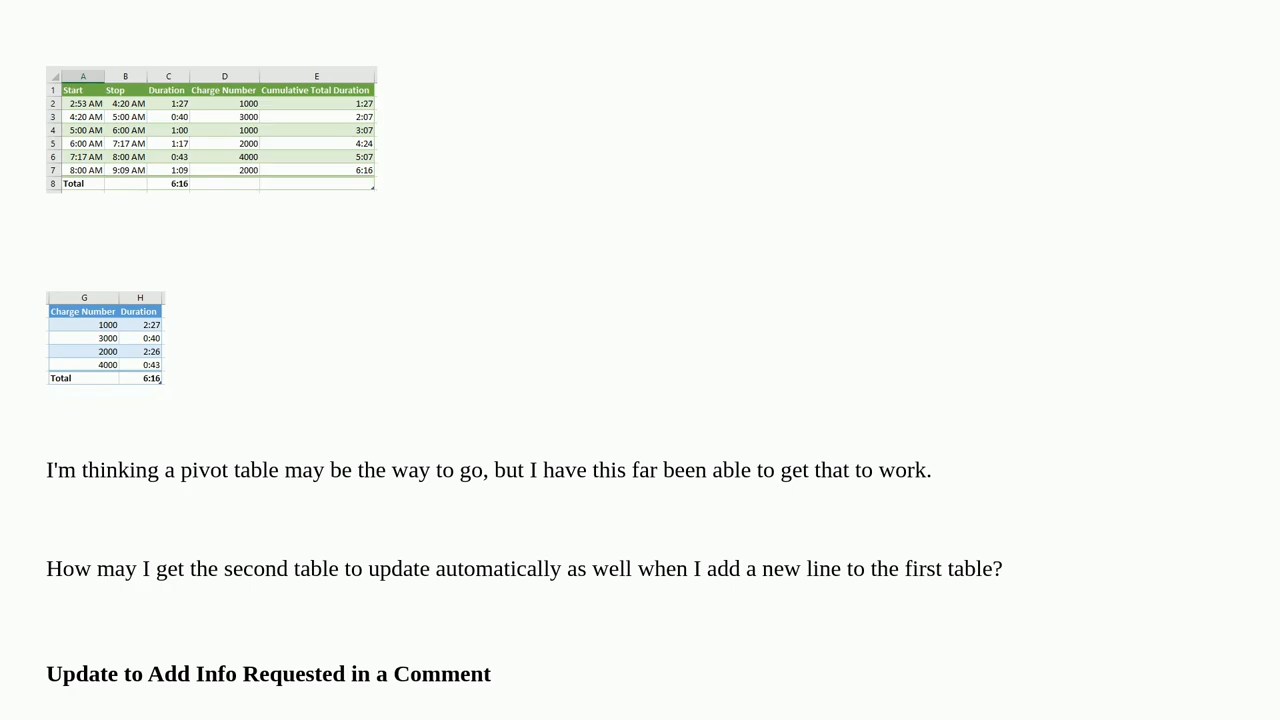 A B C D E
1 Start Stop Duration Charge Number Cumulative Total Duration
2 2:53 AM 4:20 AM 1:27 1000 1:27
3 4:20 AM 5:00 AM 0:40 3000 2:07
4 5:00 AM 6:00 AM 1:00 1000 3:07
5 6:00 AM 7:17 AM 1:17 2000 4:24
6 7:17 AM 8:00 AM 0:43 4000 5:07
7 8:00 AM 9:09 AM 1:09 2000 6:16
8 Total 6:16
G H
Charge Number Duration
1000 2:27
3000 0:40
2000 2:26
4000 0:43
Total 6:16
I'm thinking a pivot table may be the way to go, but I have this far been able to get that to work.
How may I get the second table to update automatically as well when I add a new line to the first table?
Update to Add Info Requested in a Comment